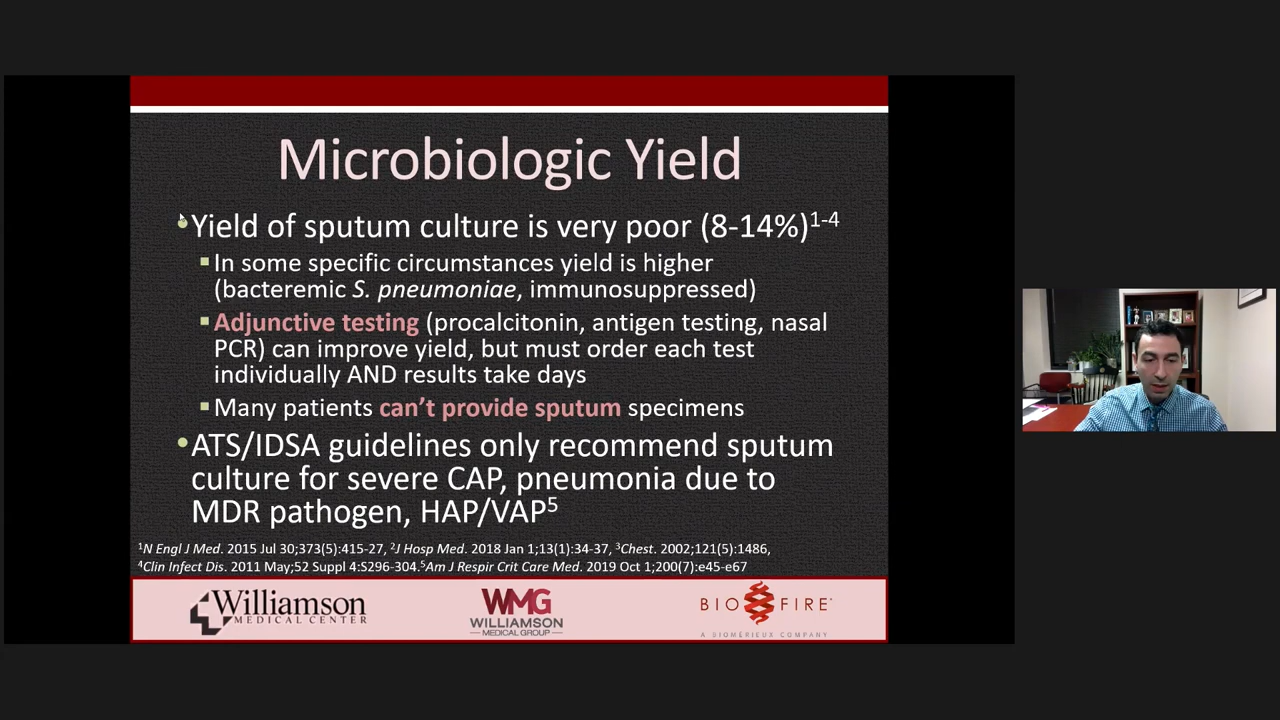 Microbiologic Yield
•Yield of sputum culture is very poor (8-14%)1-4
▪In some specific circumstances yield is higher
(bacteremic S. pneumoniae, immunosuppressed)
▪Adjunctive testing (procalcitonin, antigen testing, nasal
PCR) can improve yield, but must order each test
individually AND results take days
▪Many patients can't provide sputum specimens
•ATS/IDSA guidelines only recommend sputum
culture for severe CAP, pneumonia due to
MDR pathogen, HAP/VAP5
1N Engl J Med. 2015 Jul 30;373(5):415-27, 2J Hosp Med. 2018 Jan 1;13(1):34-37, 3Chest. 2002;121(5):1486,
4Clin Infect Dis. 2011 May;52 Suppl 4:S296-304.5Am J Respir Crit Care Med. 2019 Oct 1;200(7):e45-e67
Williamson
MEDICAL CENTER
WMG
WILLIAMSON
MEDICAL GROUP
BIO FIRE
A BIOMÉRIEUX COMPANY